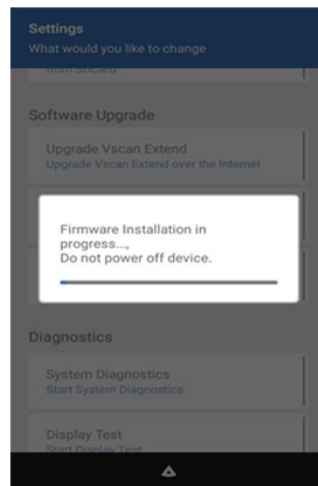 Settings
What would you like to change
from SDCard
Software Upgrade
Upgrade Vscan Extend
Upgrade Vscan Extend over the Internet
Firmware Installation in
progress...,
Do not power off device.
Diagnostics
System Diagnostics
Start System Diagnostics
Display Test
Start Display Test